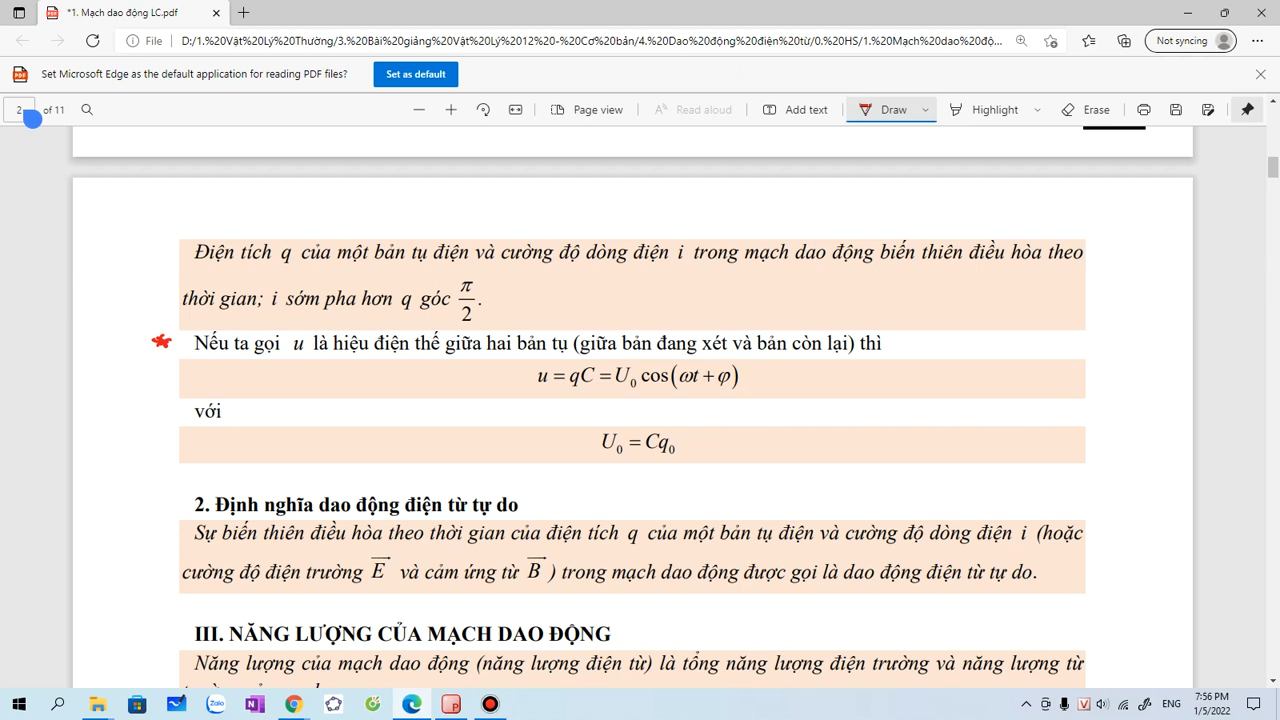 *1. Mạch dao động LC.pdf
File
D:/1.%20Vật%20Lý%20Thường/3.%20Bài%20giảng%20Vật%20Lý%2012%20-%20Cơ%20bản/4.Dao%20động%20điện%20từ/0.%20HS/1.%20Mạch%20dao%20độ...
Not syncing
Set Microsoft Edge as the default application for reading PDF files?
Set as default
2 of 11
Page view
Read aloud
Add text
Draw
Highlight
Erase
Điện tích q của một bản tụ điện và cường độ dòng điện i trong mạch dao động biến thiên điều hòa theo
thời gian; i sớm pha hơn q góc π/2.
Nếu ta gọi u là hiệu điện thế giữa hai bản tụ (giữa bản đang xét và bản còn lại) thì
u = qC = U₀ cos(ωt + φ)
với
U₀ = Cq₀
2. Định nghĩa dao động điện từ tự do
Sự biến thiên điều hòa theo thời gian của điện tích q của một bản tụ điện và cường độ dòng điện i (hoặc
cường độ điện trường E⃗ và cảm ứng từ B⃗ ) trong mạch dao động được gọi là dao động điện từ tự do.
III. NĂNG LƯỢNG CỦA MẠCH DAO ĐỘNG
Năng lượng của mạch dao động (năng lượng điện từ) là tổng năng lượng điện trường và năng lượng từ
Zalo
ENG
7:56 PM
1/5/2022